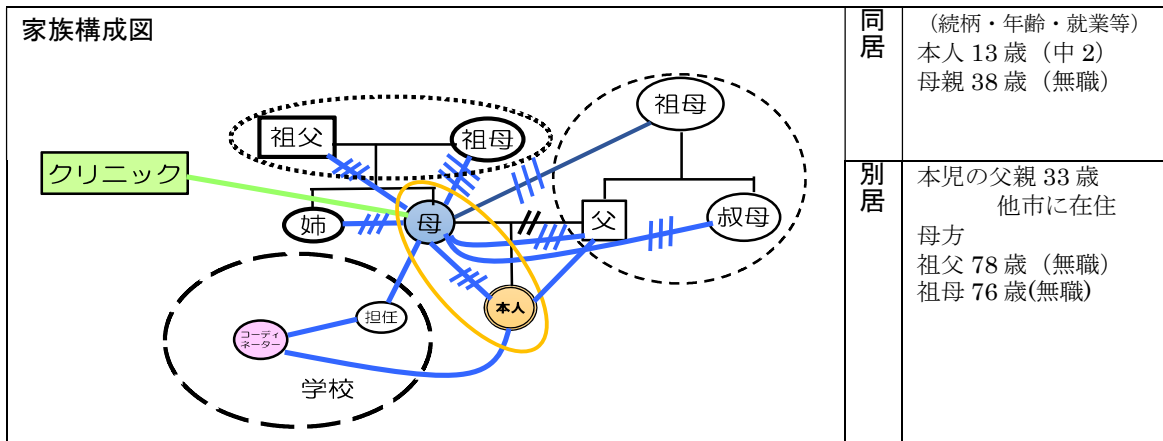 家族構成図
祖父
祖母
祖母
クリニック
姉
母
父
叔母
本人
担任
コーディ
ネーター
学校
同居
（続柄・年齢・就業等）
本人 13 歳（中 2）
母親 38 歳（無職）
別居
本児の父親 33 歳
他市に在住
母方
祖父 78 歳（無職）
祖母 76 歳(無職)